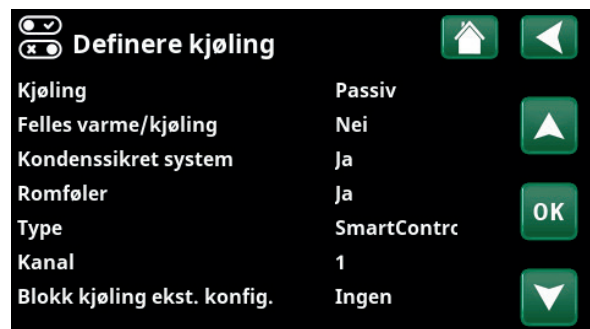 Definere kjøling
Kjøling Passiv
Felles varme/kjøling Nei
Kondenssikret system Ja
Romføler Ja
Type SmartContrc
Kanal 1
OK
Blokk kjøling ekst. konfig. Ingen